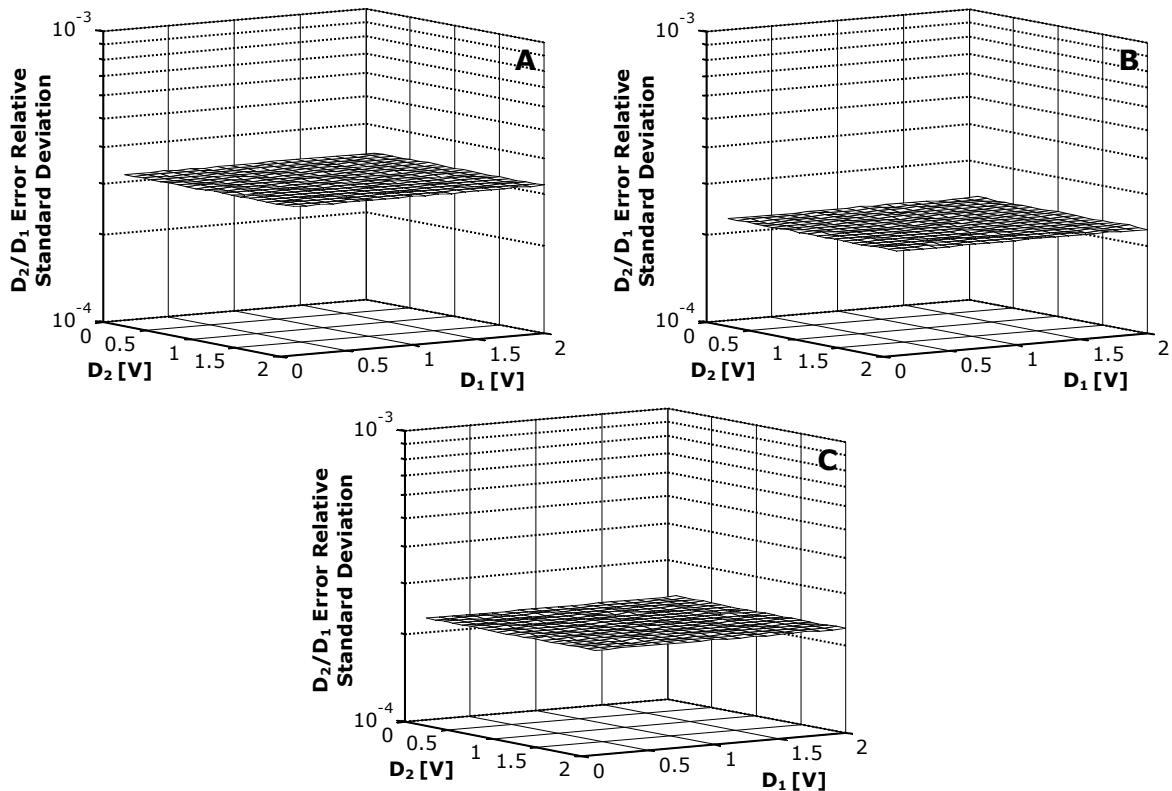 10⁻³
A
D₂/D₁ Error Relative
Standard Deviation
10⁻⁴
0
0.5
1
1.5
2
D₂ [V]
0
0.5
1
1.5
2
D₁ [V]
10⁻³
B
D₂/D₁ Error Relative
Standard Deviation
10⁻⁴
0
0.5
1
1.5
2
D₂ [V]
0
0.5
1
1.5
2
D₁ [V]
10⁻³
C
D₂/D₁ Error Relative
Standard Deviation
10⁻⁴
0
0.5
1
1.5
2
D₂ [V]
0
0.5
1
1.5
2
D₁ [V]